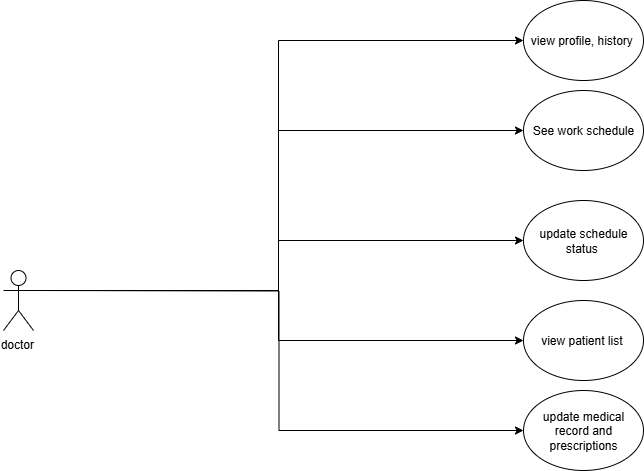 view profile, history
See work schedule
update schedule
status
doctor
view patient list
update medical
record and
prescriptions